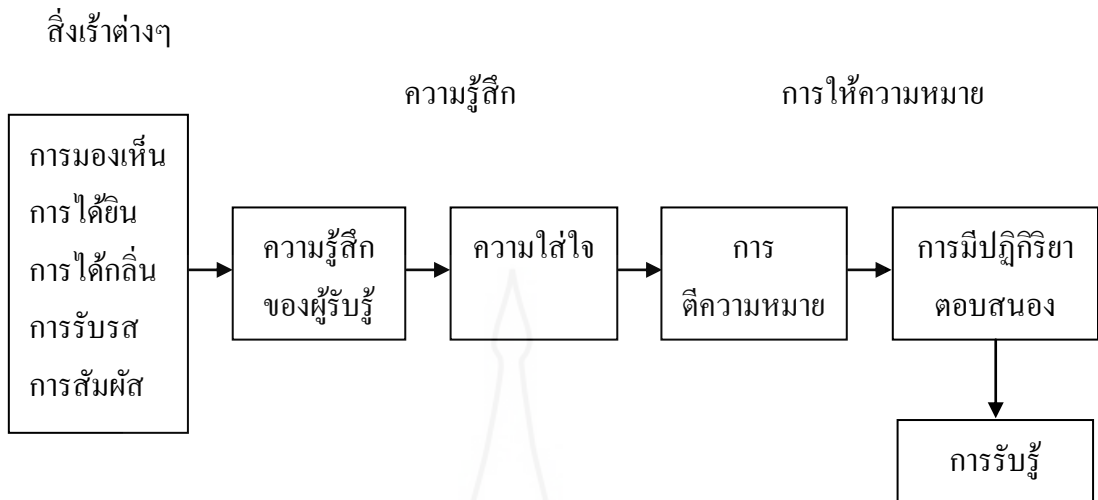 สิ่งเร้าต่างๆ
ความรู้สึก
การให้ความหมาย
การมองเห็น
การได้ยิน
การได้กลิ่น
การรับรส
การสัมผัส
ความรู้สึก
ของผู้รับรู้
ความใส่ใจ
การ
ตีความหมาย
การมีปฏิกิริยา
ตอบสนอง
การรับรู้